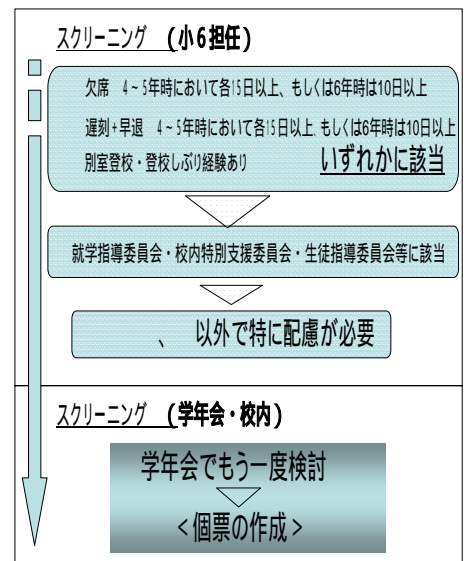 スクリーニング (小6担任)
欠席 4~5年時において各15日以上、もしくは6年時は10日以上
遅刻+早退 4~5年時において各15日以上、もしくは6年時は10日以上
別室登校・登校しぶり経験あり いずれかに該当
就学指導委員会・校内特別支援委員会・生徒指導委員会等に該当
、 以外で特に配慮が必要
スクリーニング (学年会・校内)
学年会でもう一度検討
<個票の作成>